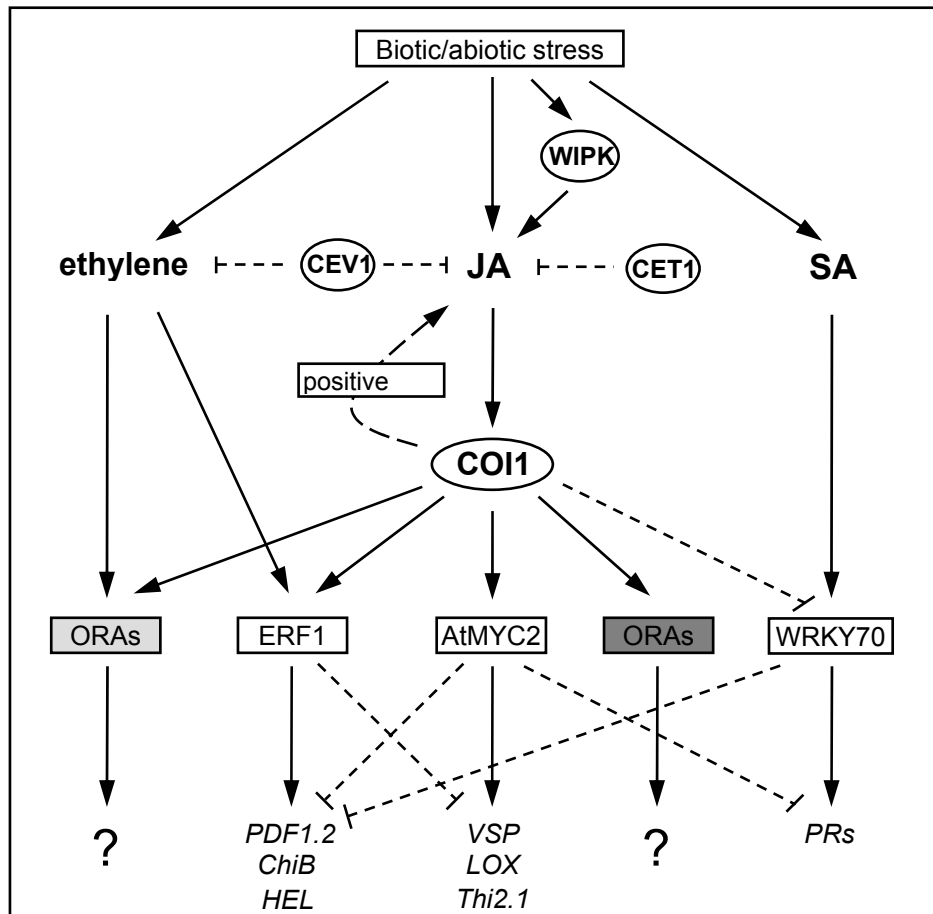 Biotic/abiotic stress
WIPK
ethylene
CEV1
JA
CET1
SA
positive
COI1
ORAs
ERF1
AtMYC2
ORAs
WRKY70
?
PDF1.2
ChiB
HEL
VSP
LOX
Thi2.1
?
PRs